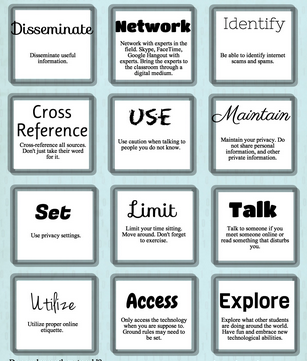 Disseminate
Disseminate useful
information.
Network
Network with experts in the
field. Skype, FaceTime,
Google Hangout with
experts. Bring the experts to
the classroom through a
digital medium.
Identify
Be able to identify internet
scams and spams.
Cross
Reference
Cross-reference all sources.
Don't just take their word
for it.
USE
Use caution when talking to
people you do not know.
Maintain
Maintain your privacy. Do
not share personal
information, and other
private information.
Set
Use privacy settings.
Limit
Limit your time sitting.
Move around. Don't forget
to exercise.
Talk
Talk to someone if you
meet someone online or
read something that disturbs
you.
Utilize
Utilize proper online
etiquette.
Access
Only access the technology
when you are suppose to.
Ground rules may need to
be set.
Explore
Explore what other students
are doing around the world.
Have fun and embrace new
technological abilities.